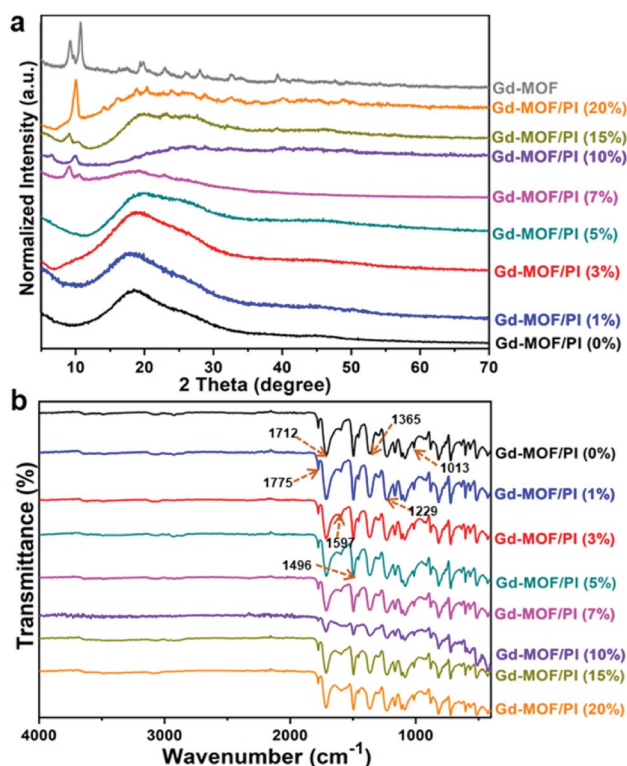 a
Normalized Intensity (a.u.)
Gd-MOF
Gd-MOF/PI (20%)
Gd-MOF/PI (15%)
Gd-MOF/PI (10%)
Gd-MOF/PI (7%)
Gd-MOF/PI (5%)
Gd-MOF/PI (3%)
Gd-MOF/PI (1%)
Gd-MOF/PI (0%)
10 20 30 40 50 60 70
2 Theta (degree)
b
Transmittance (%)
1712
1365
Gd-MOF/PI (0%)
1013
1775
Gd-MOF/PI (1%)
1229
Gd-MOF/PI (3%)
1597
1496
Gd-MOF/PI (5%)
Gd-MOF/PI (7%)
Gd-MOF/PI (10%)
Gd-MOF/PI (15%)
Gd-MOF/PI (20%)
4000 3000 2000 1000
Wavenumber (cm⁻¹)